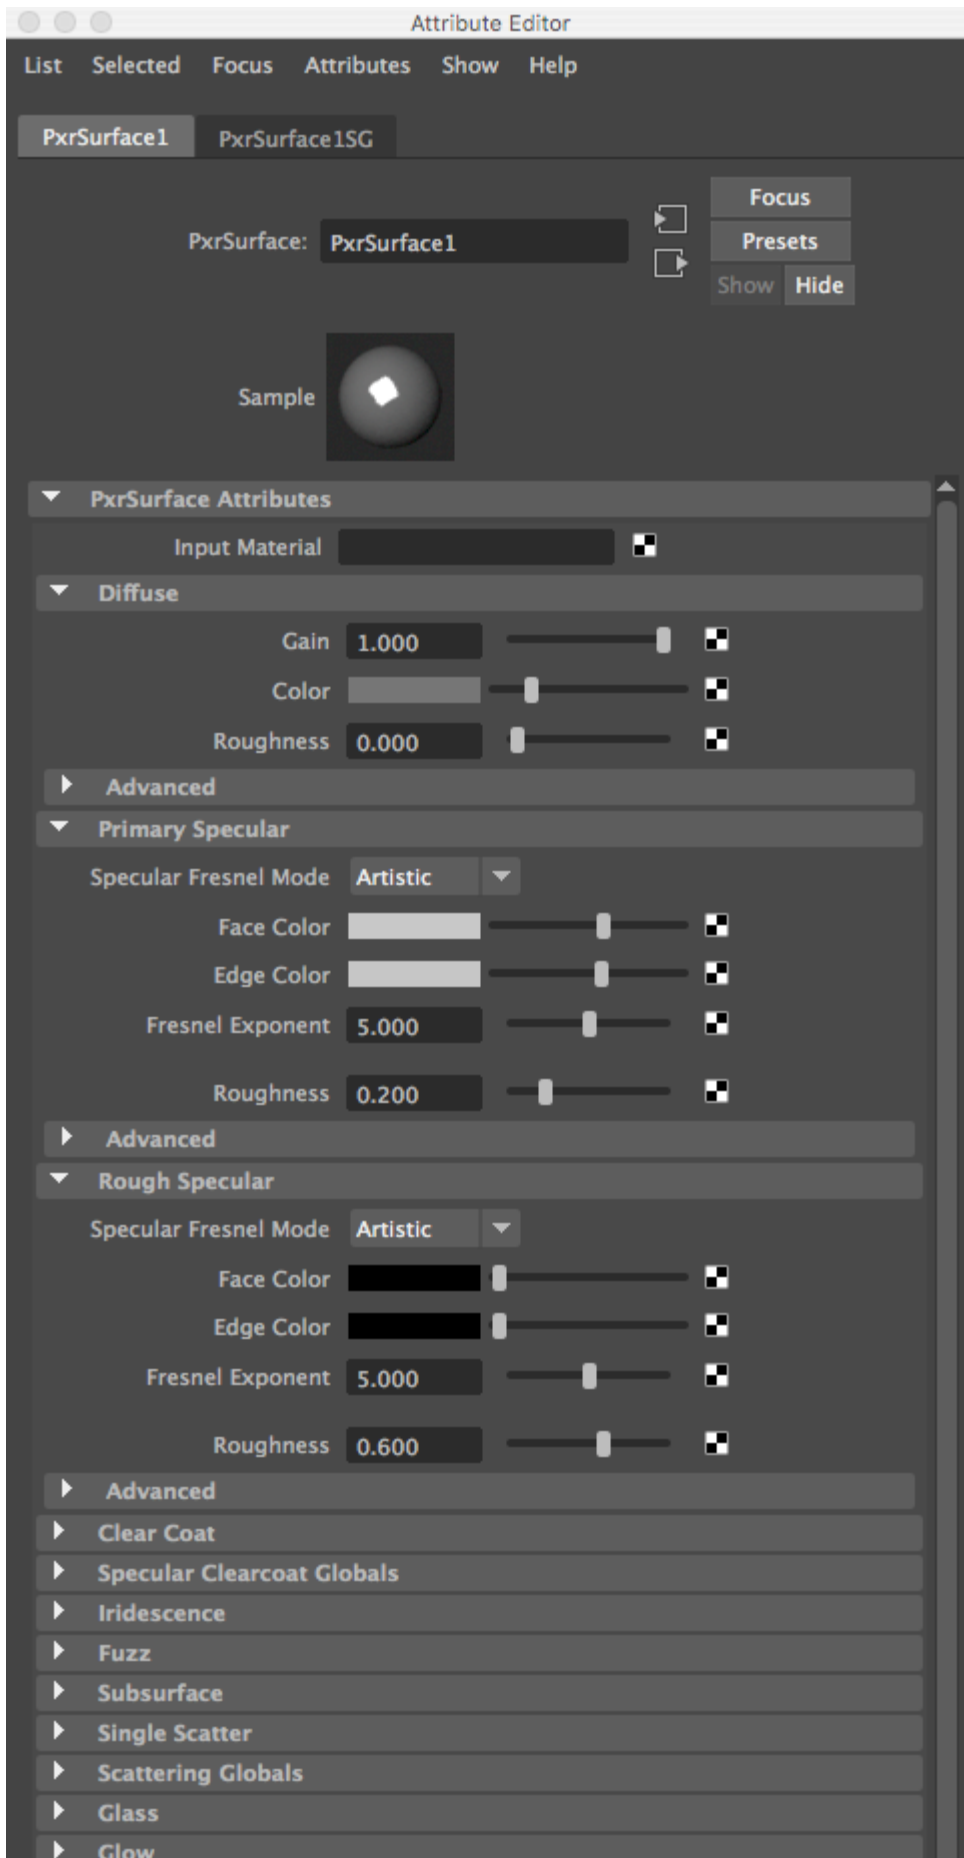 Attribute Editor
List Selected Focus Attributes Show Help
PxrSurface1 PxrSurface1SG
Focus
PxrSurface: PxrSurface1 Presets
Show Hide
Sample
PxrSurface Attributes
Input Material
Diffuse
Gain 1.000
Color
Roughness 0.000
Advanced
Primary Specular
Specular Fresnel Mode Artistic
Face Color
Edge Color
Fresnel Exponent 5.000
Roughness 0.200
Advanced
Rough Specular
Specular Fresnel Mode Artistic
Face Color
Edge Color
Fresnel Exponent 5.000
Roughness 0.600
Advanced
Clear Coat
Specular Clearcoat Globals
Iridescence
Fuzz
Subsurface
Single Scatter
Scattering Globals
Glass
Glow